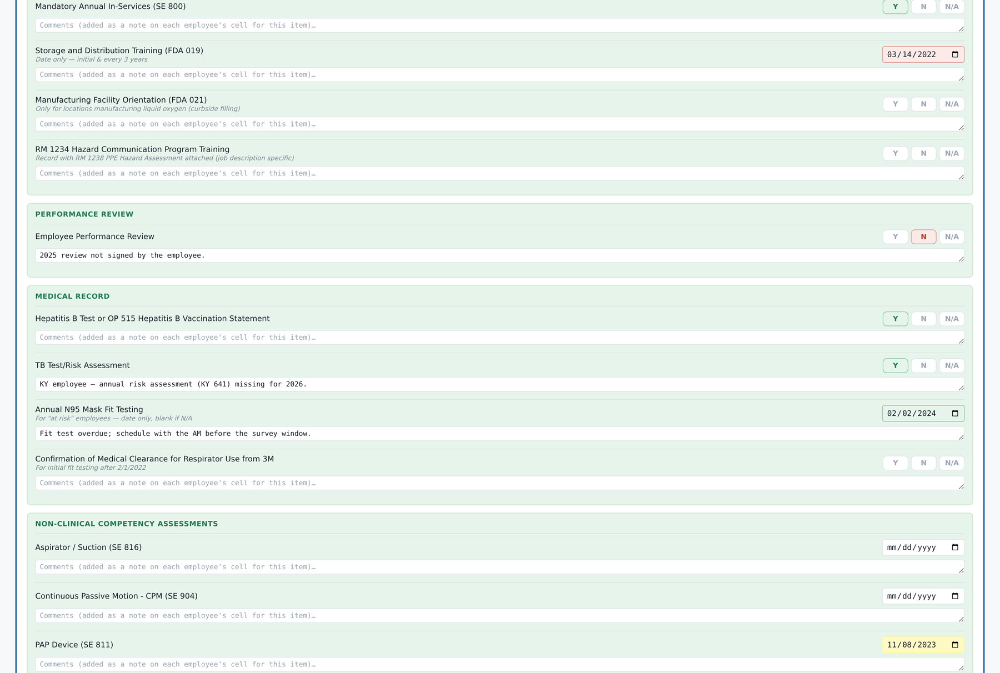 Mandatory Annual In-Services (SE 800)
Y N N/A
Comments (added as a note on each employee's cell for this item)…
Storage and Distribution Training (FDA 019)
03/14/2022
Date only — initial & every 3 years
Comments (added as a note on each employee's cell for this item)…
Manufacturing Facility Orientation (FDA 021)
Y N N/A
Only for locations manufacturing liquid oxygen (curbside filling)
Comments (added as a note on each employee's cell for this item)…
RM 1234 Hazard Communication Program Training
Y N N/A
Record with RM 1238 PPE Hazard Assessment attached (job description specific)
Comments (added as a note on each employee's cell for this item)…
PERFORMANCE REVIEW
Employee Performance Review
Y N N/A
2025 review not signed by the employee.
MEDICAL RECORD
Hepatitis B Test or OP 515 Hepatitis B Vaccination Statement
Y N N/A
Comments (added as a note on each employee's cell for this item)…
TB Test/Risk Assessment
Y N N/A
KY employee — annual risk assessment (KY 641) missing for 2026.
Annual N95 Mask Fit Testing
02/02/2024
For "at risk" employees — date only, blank if N/A
Fit test overdue; schedule with the AM before the survey window.
Confirmation of Medical Clearance for Respirator Use from 3M
Y N N/A
For initial fit testing after 2/1/2022
Comments (added as a note on each employee's cell for this item)…
NON-CLINICAL COMPETENCY ASSESSMENTS
Aspirator / Suction (SE 816)
mm/dd/yyyy
Comments (added as a note on each employee's cell for this item)…
Continuous Passive Motion - CPM (SE 904)
mm/dd/yyyy
Comments (added as a note on each employee's cell for this item)…
PAP Device (SE 811)
11/08/2023
Comments (added as a note on each employee's cell for this item)…